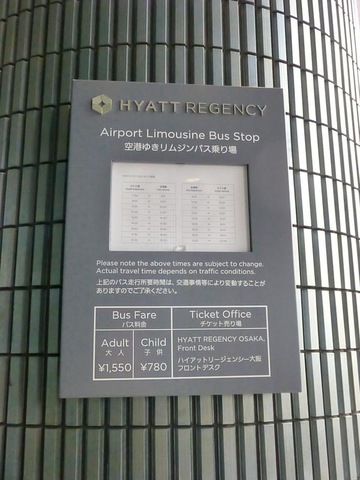 HYATT REGENCY
Airport Limousine Bus Stop
空港ゆきリムジンバス乗り場
Please note the above times are subject to change.
Actual travel time depends on traffic conditions.
上記のバス走行所要時間は、交通事情等により変動することが
ありますのでご了承ください。
Bus Fare
バス料金
Adult
大人
¥1,550
Child
子供
¥780
Ticket Office
チケット売り場
HYATT REGENCY OSAKA,
Front Desk
ハイアットリージェンシー大阪
フロントデスク